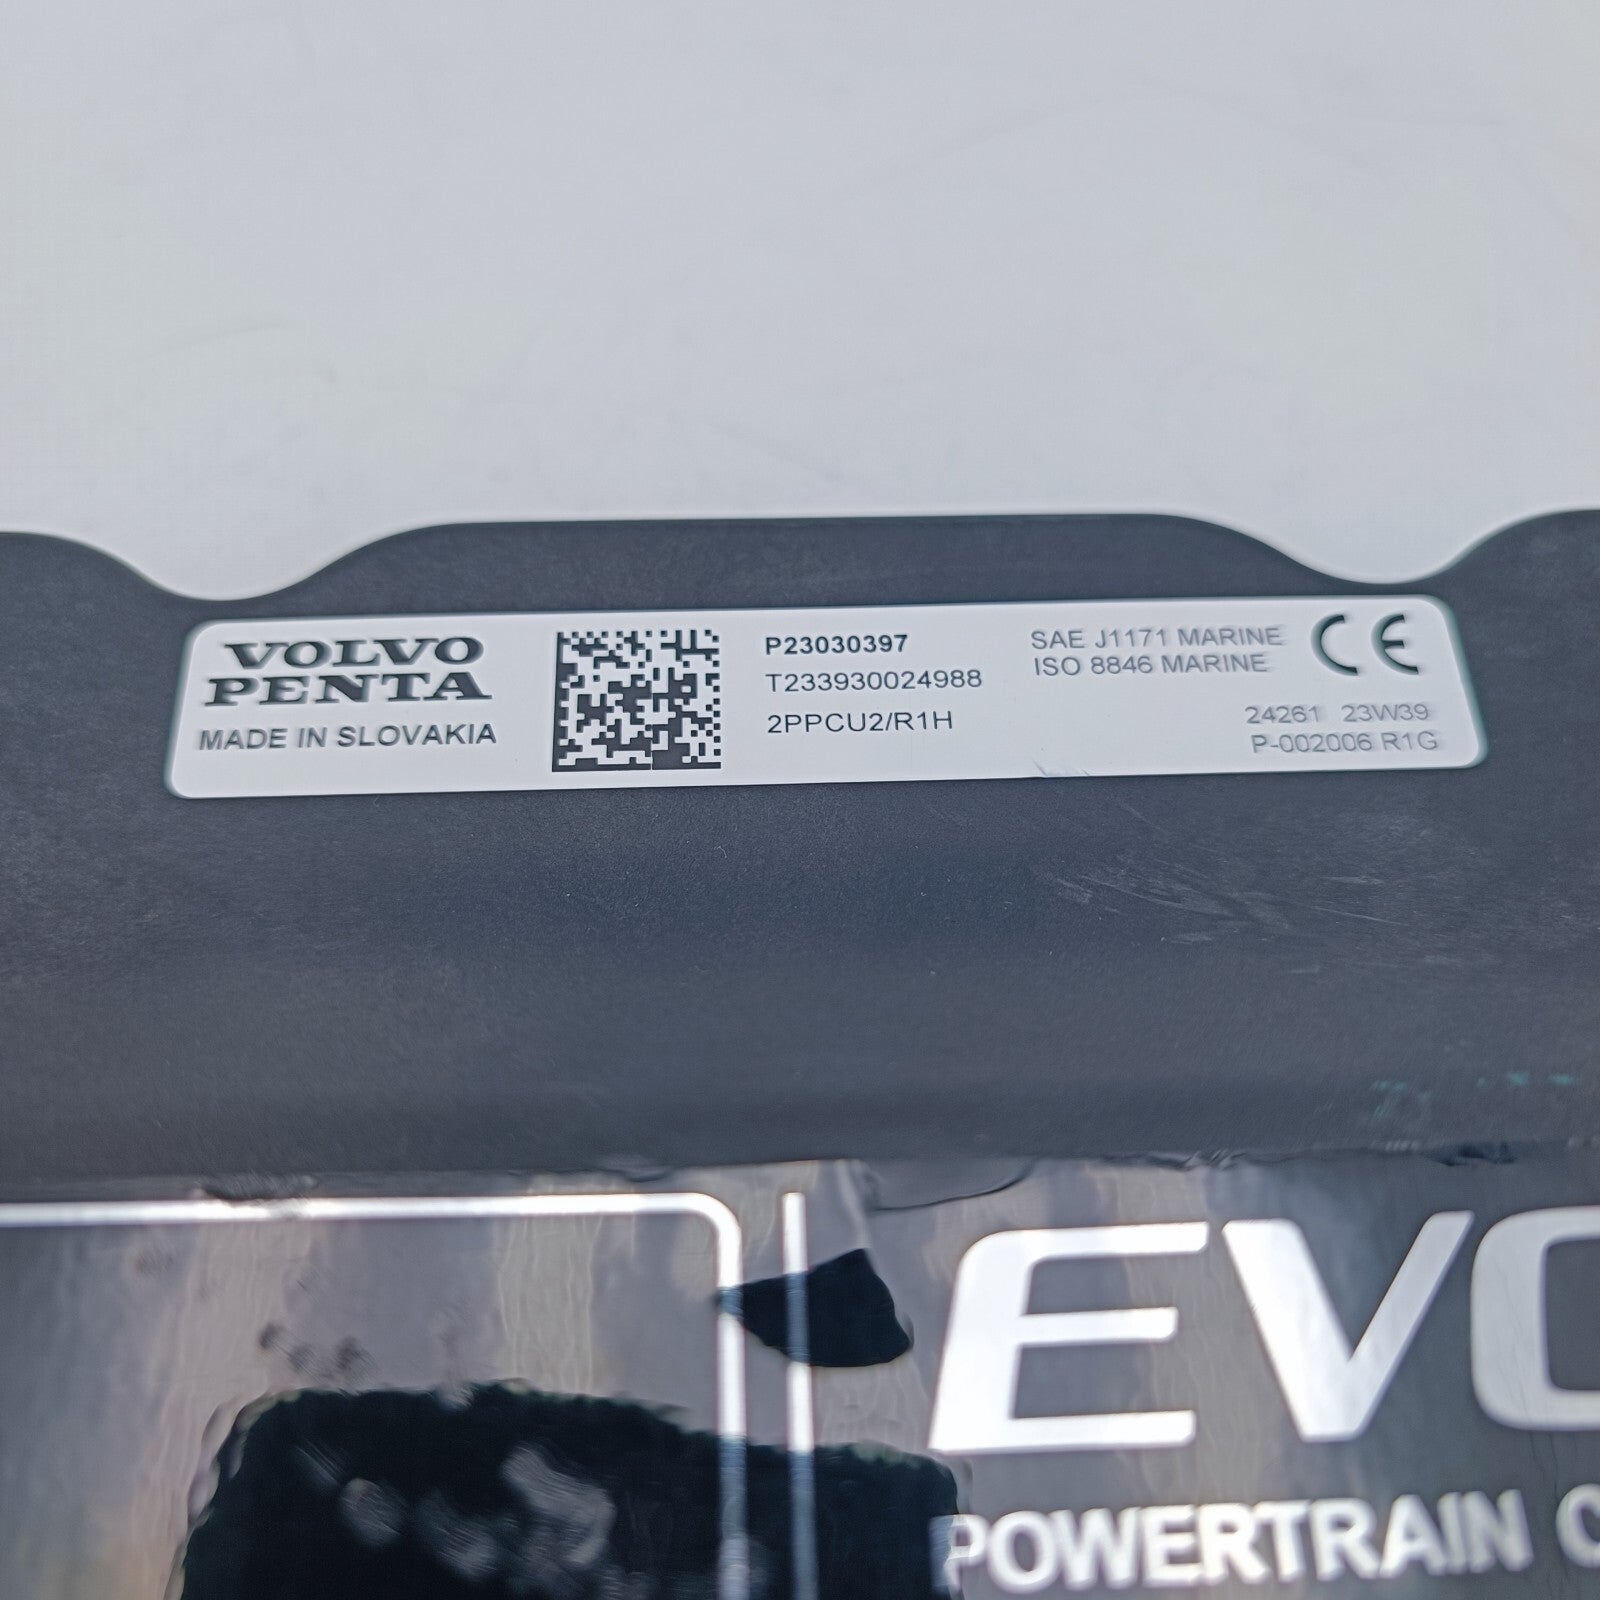 VOLVO
PENTA
MADE IN SLOVAKIA
P23030397
T233930024988
2PPCU2/R1H
SAE J1171 MARINE
ISO 8846 MARINE
CE
24261 23W39
P-002006 R1G
EVC
POWERTRAIN C